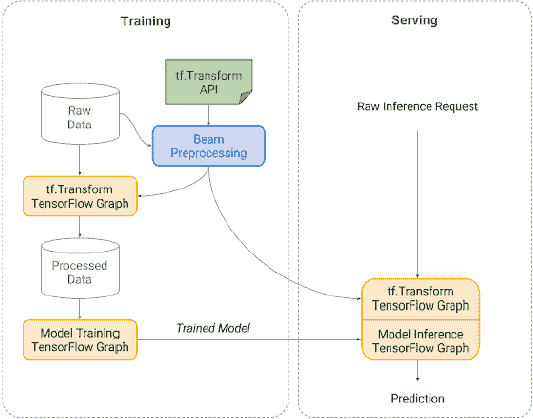 Training
Serving
tf.Transform
API
Raw
Data
Raw Inference Request
Beam
Preprocessing
tf.Transform
TensorFlow Graph
Processed
Data
tf.Transform
TensorFlow Graph
Model Training
TensorFlow Graph
Trained Model
Model Inference
TensorFlow Graph
Prediction